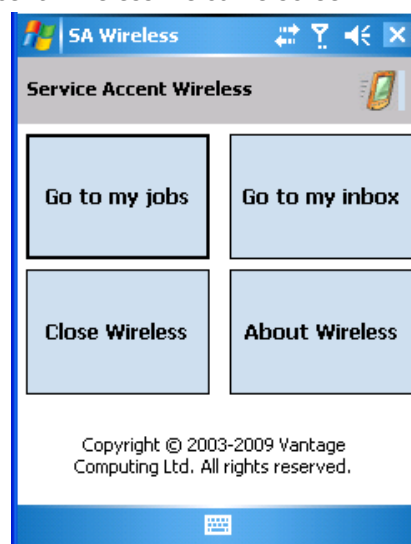 SA Wireless
Service Accent Wireless
Go to my jobs
Go to my inbox
Close Wireless
About Wireless
Copyright © 2003-2009 Vantage
Computing Ltd. All rights reserved.